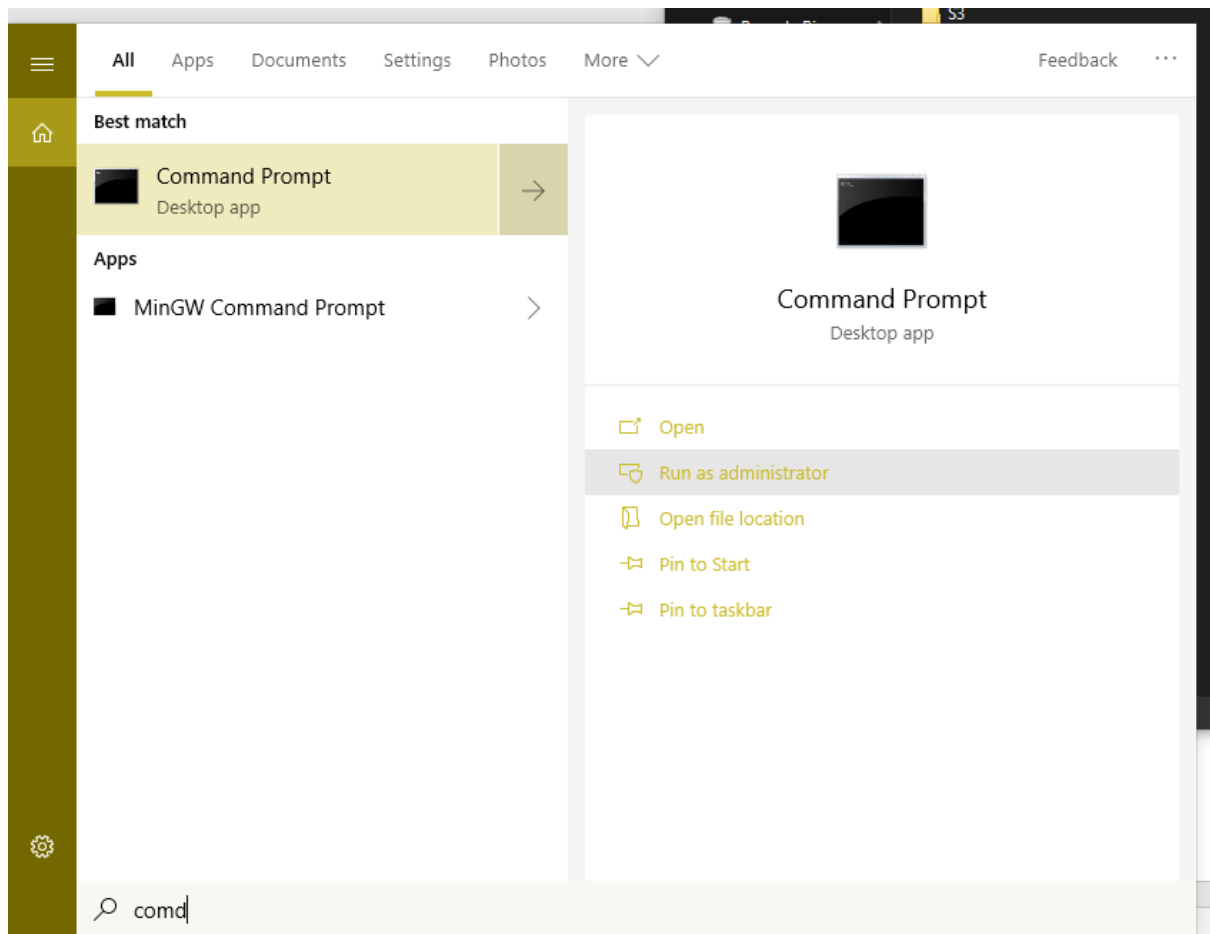 S3
All Apps Documents Settings Photos More Feedback ...
Best match
Command Prompt
Desktop app
Apps
MinGW Command Prompt
Command Prompt
Desktop app
Open
Run as administrator
Open file location
Pin to Start
Pin to taskbar
comd